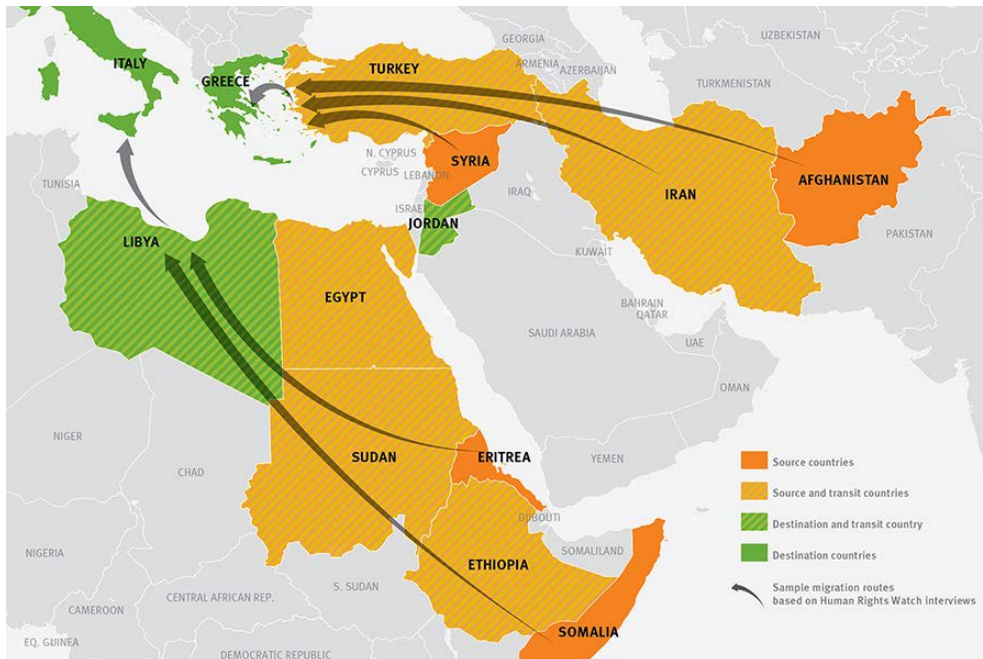 GEORGIA
UZBEKISTAN
ITALY
GREECE
TURKEY
ARMENIA
AZERBAIJAN
TURKMENISTAN
N. CYPRUS
CYPRUS
SYRIA
LEBANON
TUNISIA
IRAQ
IRAN
AFGHANISTAN
ISRAEL
JORDAN
PAKISTAN
LIBYA
KUWAIT
EGYPT
BAHRAIN
QATAR
SAUDI ARABIA
UAE
OMAN
NIGER
CHAD
SUDAN
ERITREA
YEMEN
DJIBOUTI
NIGERIA
SOMALILAND
ETHIOPIA
S. SUDAN
CENTRAL AFRICAN REP.
CAMEROON
SOMALIA
EQ. GUINEA
DEMOCRATIC REPUBLIC
Source countries
Source and transit countries
Destination and transit country
Destination countries
Sample migration routes
based on Human Rights Watch interviews